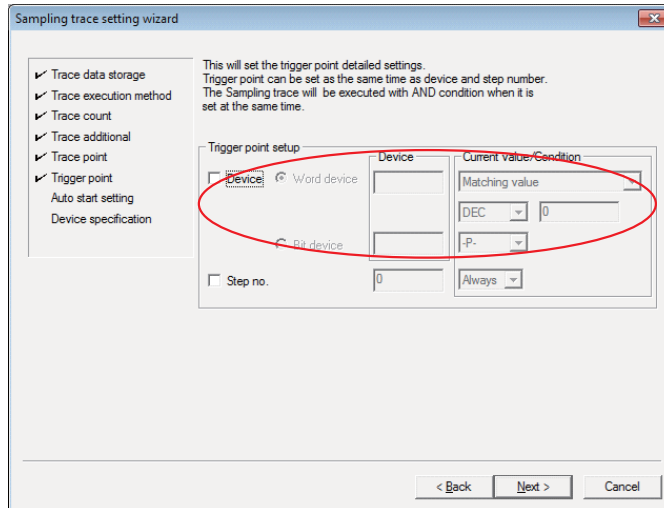 Sampling trace setting wizard
Trace data storage
Trace execution method
Trace count
Trace additional
Trace point
Trigger point
Auto start setting
Device specification
This will set the trigger point detailed settings.
Trigger point can be set as the same time as device and step number.
The Sampling trace will be executed with AND condition when it is
set at the same time.
Trigger point setup
Device
Current Value/Condition
Device Word device
Matching value
DEC 0
Bit device
-P-
Step no. 0 Always
< Back Next > Cancel